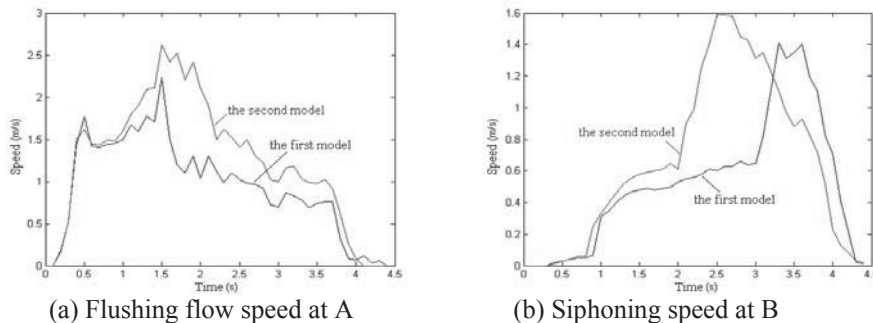 3
2.5
2
1.5
1
0.5
0
Speed (m/s)
the second model
the first model
0 0.5 1 1.5 2 2.5 3 3.5 4 4.5
Time (s)
(a) Flushing flow speed at A
1.6
1.4
1.2
1
0.8
0.6
0.4
0.2
0
Speed (m/s)
the second model
the first model
0 0.5 1 1.5 2 2.5 3 3.5 4 4.5
Time (s)
(b) Siphoning speed at B